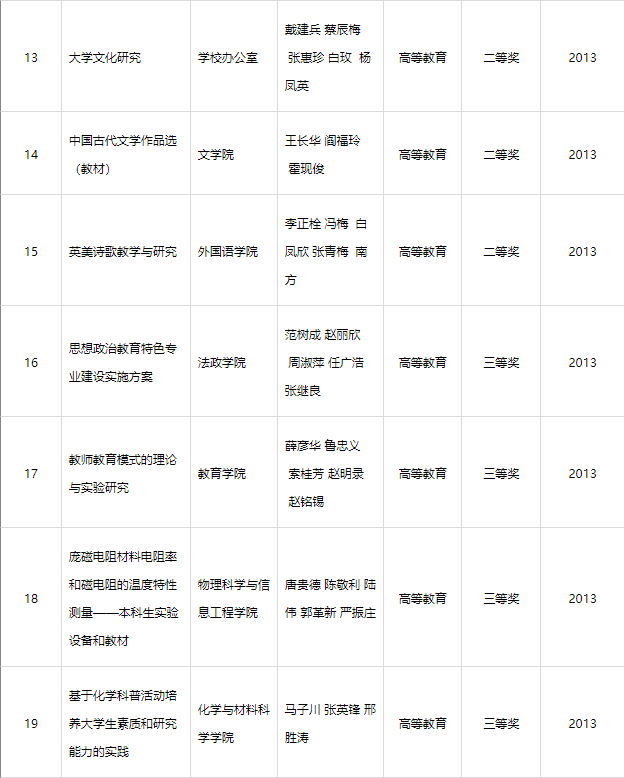 13 大学文化研究 学校办公室 戴建兵 蔡辰梅 张惠珍 白玫 杨凤英 高等教育 二等奖 2013
14 中国古代文学作品选（教材） 文学院 王长华 阎福玲 霍现俊 高等教育 二等奖 2013
15 英美诗歌教学与研究 外国语学院 李正栓 冯梅 白凤欣 张青梅 南方 高等教育 二等奖 2013
16 思想政治教育特色专业建设实施方案 法政学院 范树成 赵丽欣 周淑萍 任广浩 张继良 高等教育 三等奖 2013
17 教师教育模式的理论与实验研究 教育学院 薛彦华 鲁忠义 索桂芳 赵明录 赵铭锡 高等教育 三等奖 2013
18 庞磁电阻材料电阻率和磁电阻的温度特性测量——本科生实验设备和教材 物理科学与信息工程学院 唐贵德 陈敬利 陆伟 郭革新 严振庄 高等教育 三等奖 2013
19 基于化学科普活动培养大学生素质和研究能力的实践 化学与材料科学学院 马子川 张英锋 邢胜涛 高等教育 三等奖 2013